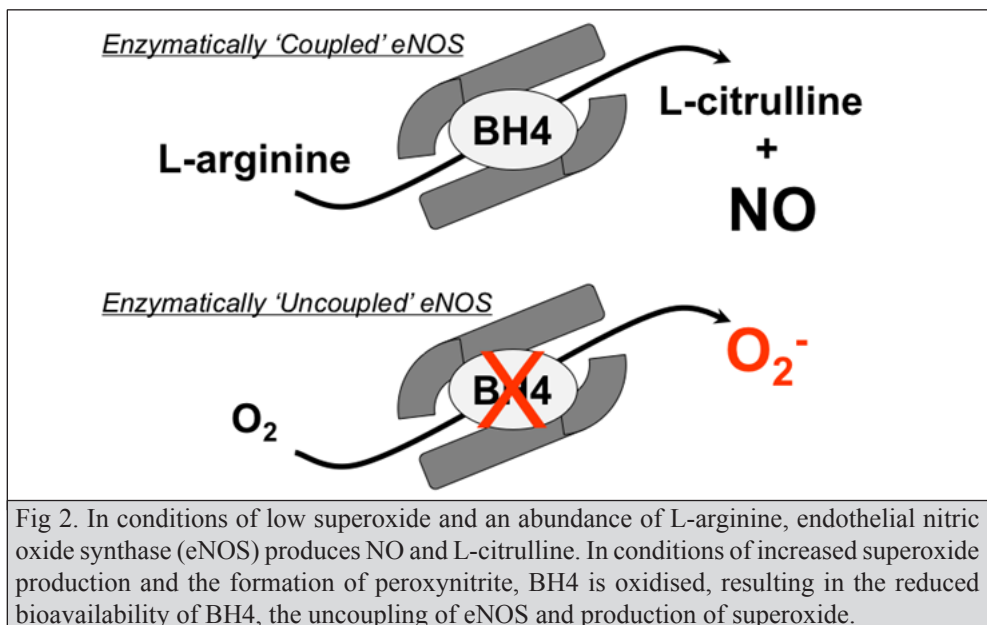 Enzymatically 'Coupled' eNOS
BH4
L-arginine
L-citrulline
+
NO
Enzymatically 'Uncoupled' eNOS
BH4
O₂
O₂⁻
Fig 2. In conditions of low superoxide and an abundance of L-arginine, endothelial nitric
oxide synthase (eNOS) produces NO and L-citrulline. In conditions of increased superoxide
production and the formation of peroxynitrite, BH4 is oxidised, resulting in the reduced
bioavailability of BH4, the uncoupling of eNOS and production of superoxide.